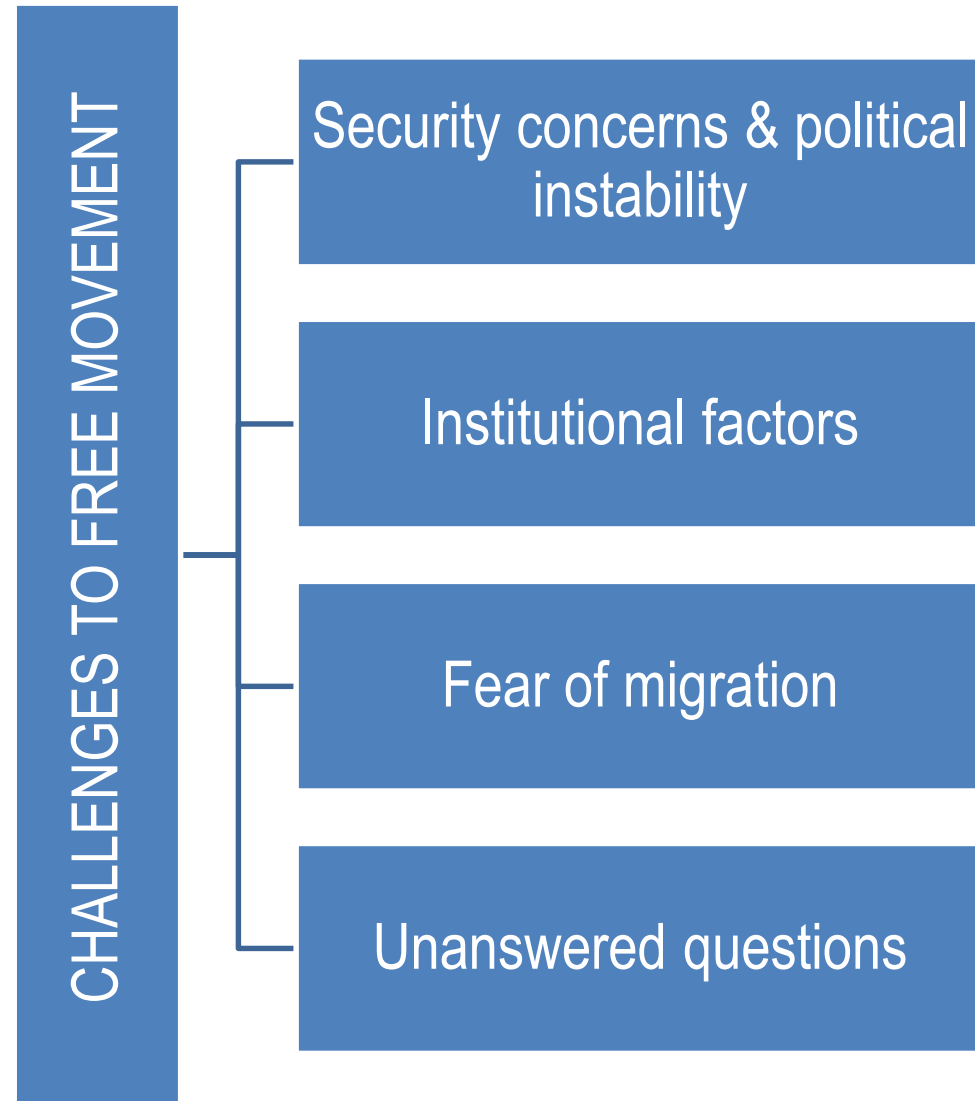 CHALLENGES TO FREE MOVEMENT
Security concerns & political
instability
Institutional factors
Fear of migration
Unanswered questions